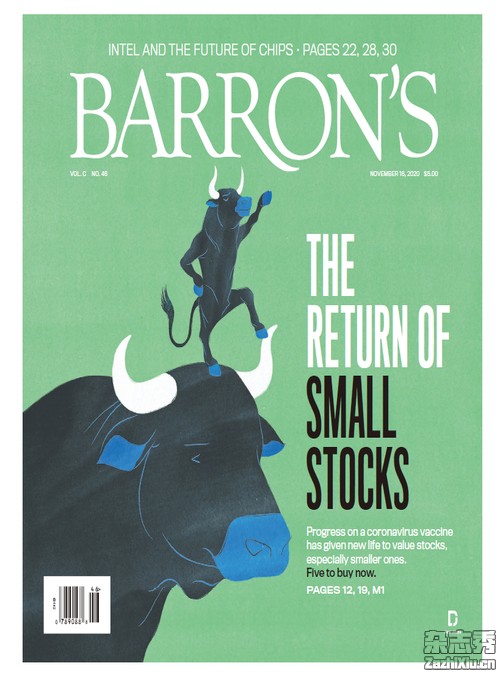 INTEL AND THE FUTURE OF CHIPS · PAGES 22, 28, 30
BARRON'S
VOL. C NO. 46
NOVEMBER 16, 2020 $5.00
THE
RETURN OF
SMALL
STOCKS
Progress on a coronavirus vaccine
has given new life to value stocks,
especially smaller ones.
Five to buy now.
PAGES 12, 19, M1
D
杂志秀
ZaZhiXiu.cn